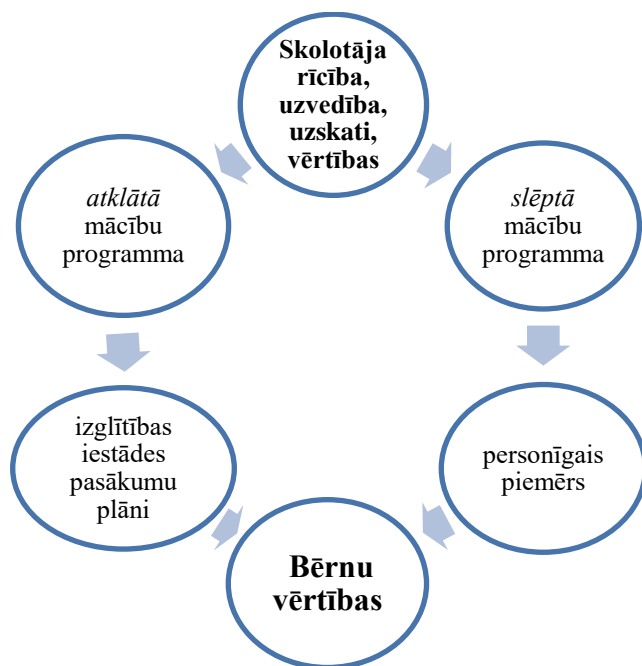 Skolotāja
rīcība,
uzvedība,
uzskati,
vērtības
atklātā
mācību
programma
slēptā
mācību
programma
izglītības
iestādes
pasākumu
plāni
personīgais
piemērs
Bērnu
vērtības